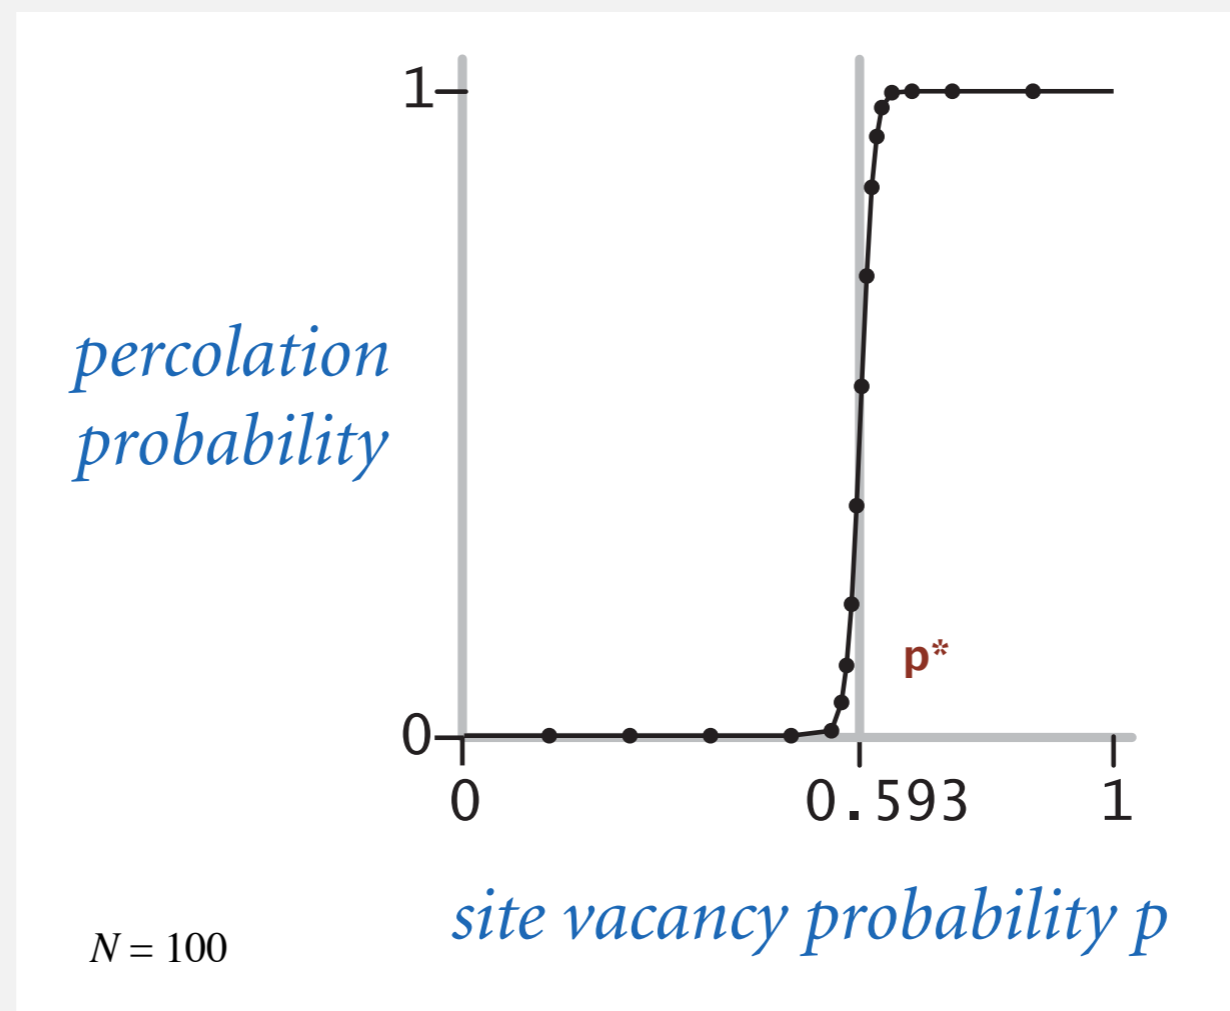 1
percolation
probability
p*
0
0
0.593
1
site vacancy probability p
N = 100